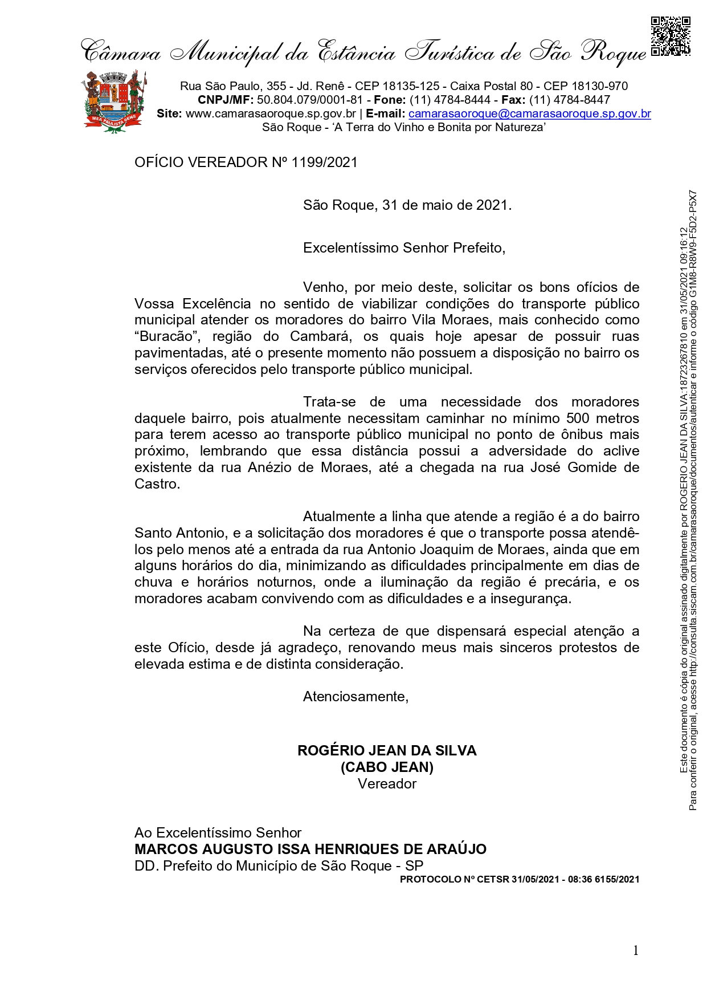 Câmara Municipal da Estância Turística de São Roque
Rua São Paulo, 355 - Jd. Renê - CEP 18135-125 - Caixa Postal 80 - CEP 18130-970
CNPJ/MF: 50.804.079/0001-81 - Fone: (11) 4784-8444 - Fax: (11) 4784-8447
Site: www.camarasaoroque.sp.gov.br | E-mail: camarasaoroque@camarasaoroque.sp.gov.br
São Roque - ‘A Terra do Vinho e Bonita por Natureza’
MEA PAULISTA GENS
OFÍCIO VEREADOR Nº 1199/2021
São Roque, 31 de maio de 2021.
Excelentíssimo Senhor Prefeito,
Venho, por meio deste, solicitar os bons ofícios de
Vossa Excelência no sentido de viabilizar condições do transporte público
municipal atender os moradores do bairro Vila Moraes, mais conhecido como
“Buracão”, região do Cambará, os quais hoje apesar de possuir ruas
pavimentadas, até o presente momento não possuem a disposição no bairro os
serviços oferecidos pelo transporte público municipal.
Trata-se de uma necessidade dos moradores
daquele bairro, pois atualmente necessitam caminhar no mínimo 500 metros
para terem acesso ao transporte público municipal no ponto de ônibus mais
próximo, lembrando que essa distância possui a adversidade do aclive
existente da rua Anézio de Moraes, até a chegada na rua José Gomide de
Castro.
Atualmente a linha que atende a região é a do bairro
Santo Antonio, e a solicitação dos moradores é que o transporte possa atendê-
los pelo menos até a entrada da rua Antonio Joaquim de Moraes, ainda que em
alguns horários do dia, minimizando as dificuldades principalmente em dias de
chuva e horários noturnos, onde a iluminação da região é precária, e os
moradores acabam convivendo com as dificuldades e a insegurança.
Na certeza de que dispensará especial atenção a
este Ofício, desde já agradeço, renovando meus mais sinceros protestos de
elevada estima e de distinta consideração.
Atenciosamente,
ROGÉRIO JEAN DA SILVA
(CABO JEAN)
Vereador
Ao Excelentíssimo Senhor
MARCOS AUGUSTO ISSA HENRIQUES DE ARAÚJO
DD. Prefeito do Município de São Roque - SP
PROTOCOLO Nº CETSR 31/05/2021 - 08:36 6155/2021
1
Este documento é cópia do original assinado digitalmente por ROGERIO JEAN DA SILVA:18723267810 em 31/05/2021 09:16:12
Para conferir o original, acesse http://consulta.siscam.com.br/camarasaoroque/documentos/autenticar e informe o código G1M8-R8W9-F5D2-P5X7